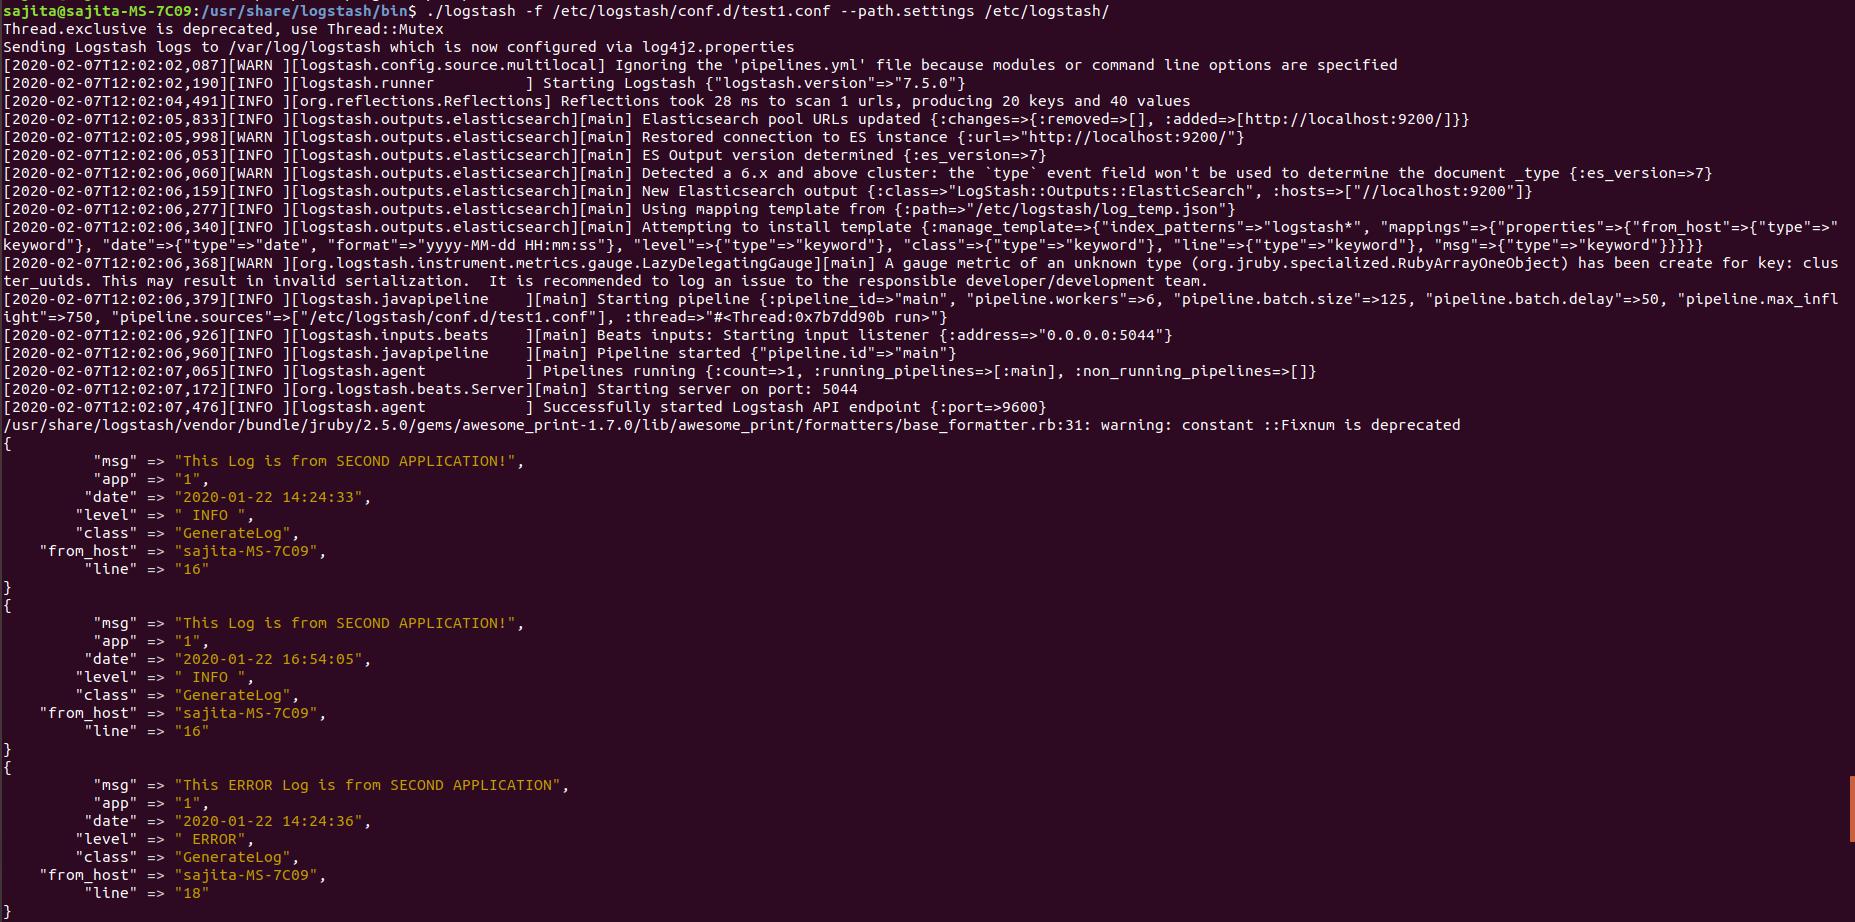 sajita@sajita-MS-7C09:/usr/share/logstash/bin$ ./logstash -f /etc/logstash/conf.d/test1.conf --path.settings /etc/logstash/
Thread.exclusive is deprecated, use Thread::Mutex
Sending Logstash logs to /var/log/logstash which is now configured via log4j2.properties
[2020-02-07T12:02:02,087][WARN ][logstash.config.source.multilocal] Ignoring the 'pipelines.yml' file because modules or command line options are specified
[2020-02-07T12:02:02,190][INFO ][logstash.runner          ] Starting Logstash {"logstash.version"=>"7.5.0"}
[2020-02-07T12:02:04,491][INFO ][org.reflections.Reflections] Reflections took 28 ms to scan 1 urls, producing 20 keys and 40 values
[2020-02-07T12:02:05,833][INFO ][logstash.outputs.elasticsearch][main] Elasticsearch pool URLs updated {:changes=>{:removed=>[], :added=>[http://localhost:9200/]}}
[2020-02-07T12:02:05,998][WARN ][logstash.outputs.elasticsearch][main] Restored connection to ES instance {:url=>"http://localhost:9200/"}
[2020-02-07T12:02:06,053][INFO ][logstash.outputs.elasticsearch][main] ES Output version determined {:es_version=>7}
[2020-02-07T12:02:06,060][WARN ][logstash.outputs.elasticsearch][main] Detected a 6.x and above cluster: the `type` event field won't be used to determine the document _type {:es_version=>7}
[2020-02-07T12:02:06,159][INFO ][logstash.outputs.elasticsearch][main] New Elasticsearch output {:class=>"LogStash::Outputs::ElasticSearch", :hosts=>["//localhost:9200"]}
[2020-02-07T12:02:06,277][INFO ][logstash.outputs.elasticsearch][main] Using mapping template from {:path=>"/etc/logstash/log_temp.json"}
[2020-02-07T12:02:06,340][INFO ][logstash.outputs.elasticsearch][main] Attempting to install template {:manage_template=>{"index_patterns"=>"logstash*", "mappings"=>{"properties"=>{"from_host"=>{"type"=>"
keyword"}, "date"=>{"type"=>"date", "format"=>"yyyy-MM-dd HH:mm:ss"}, "level"=>{"type"=>"keyword"}, "class"=>{"type"=>"keyword"}, "line"=>{"type"=>"keyword"}, "msg"=>{"type"=>"keyword"}}}}}
[2020-02-07T12:02:06,368][WARN ][org.logstash.instrument.metrics.gauge.LazyDelegatingGauge][main] A gauge metric of an unknown type (org.jruby.specialized.RubyArrayOneObject) has been create for key: clus
ter_uuids. This may result in invalid serialization.  It is recommended to log an issue to the responsible developer/development team.
[2020-02-07T12:02:06,379][INFO ][logstash.javapipeline    ][main] Starting pipeline {:pipeline_id=>"main", "pipeline.workers"=>6, "pipeline.batch.size"=>125, "pipeline.batch.delay"=>50, "pipeline.max_infl
ight"=>750, "pipeline.sources"=>["/etc/logstash/conf.d/test1.conf"], :thread=>"#<Thread:0x7b7dd90b run>"}
[2020-02-07T12:02:06,926][INFO ][logstash.inputs.beats    ][main] Beats inputs: Starting input listener {:address=>"0.0.0.0:5044"}
[2020-02-07T12:02:06,960][INFO ][logstash.javapipeline    ][main] Pipeline started {"pipeline.id"=>"main"}
[2020-02-07T12:02:07,065][INFO ][logstash.agent           ] Pipelines running {:count=>1, :running_pipelines=>[:main], :non_running_pipelines=>[]}
[2020-02-07T12:02:07,172][INFO ][org.logstash.beats.Server][main] Starting server on port: 5044
[2020-02-07T12:02:07,476][INFO ][logstash.agent           ] Successfully started Logstash API endpoint {:port=>9600}
/usr/share/logstash/vendor/bundle/jruby/2.5.0/gems/awesome_print-1.7.0/lib/awesome_print/formatters/base_formatter.rb:31: warning: constant ::Fixnum is deprecated
{
          "msg" => "This Log is from SECOND APPLICATION!",
          "app" => "1",
         "date" => "2020-01-22 14:24:33",
        "level" => " INFO ",
        "class" => "GenerateLog",
    "from_host" => "sajita-MS-7C09",
         "line" => "16"
}
{
          "msg" => "This Log is from SECOND APPLICATION!",
          "app" => "1",
         "date" => "2020-01-22 16:54:05",
        "level" => " INFO ",
        "class" => "GenerateLog",
    "from_host" => "sajita-MS-7C09",
         "line" => "16"
}
{
          "msg" => "This ERROR Log is from SECOND APPLICATION",
          "app" => "1",
         "date" => "2020-01-22 14:24:36",
        "level" => " ERROR",
        "class" => "GenerateLog",
    "from_host" => "sajita-MS-7C09",
         "line" => "18"
}